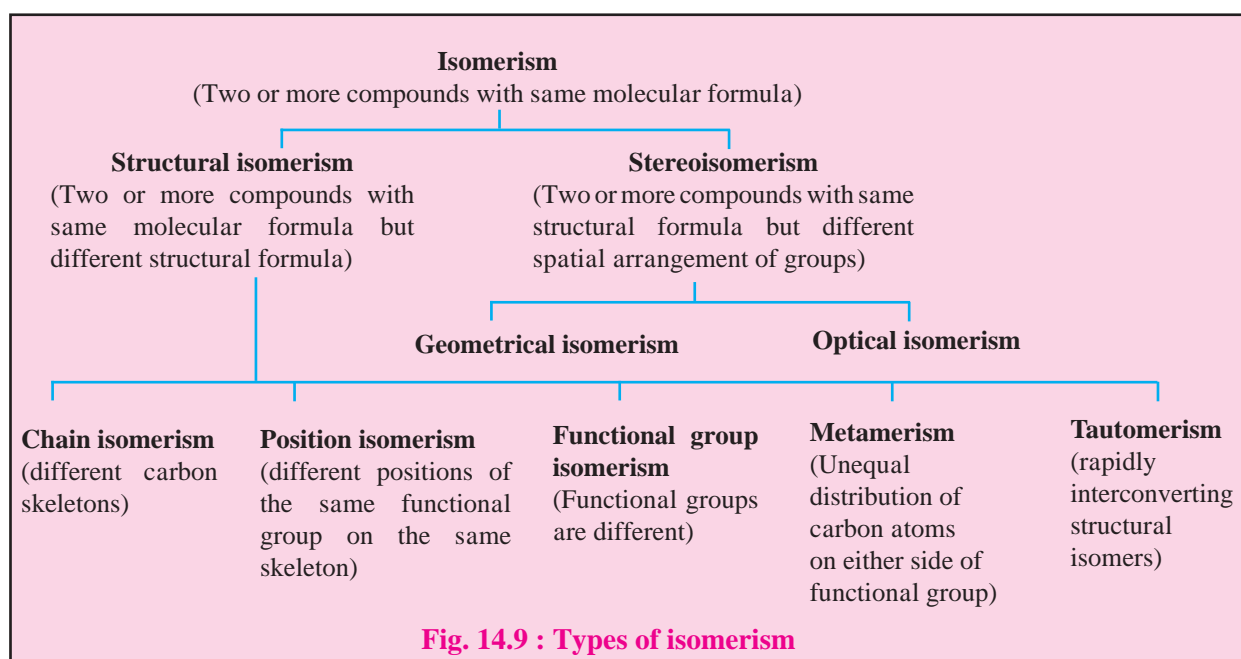 Isomerism
(Two or more compounds with same molecular formula)
Structural isomerism
(Two or more compounds with
same molecular formula but
different structural formula)
Stereoisomerism
(Two or more compounds with same
structural formula but different
spatial arrangement of groups)
Geometrical isomerism
Optical isomerism
Chain isomerism
(different carbon
skeletons)
Position isomerism
(different positions of
the same functional
group on the same
skeleton)
Functional group
isomerism
(Functional groups
are different)
Metamerism
(Unequal
distribution of
carbon atoms
on either side of
functional group)
Tautomerism
(rapidly
interconverting
structural
isomers)
Fig. 14.9 : Types of isomerism